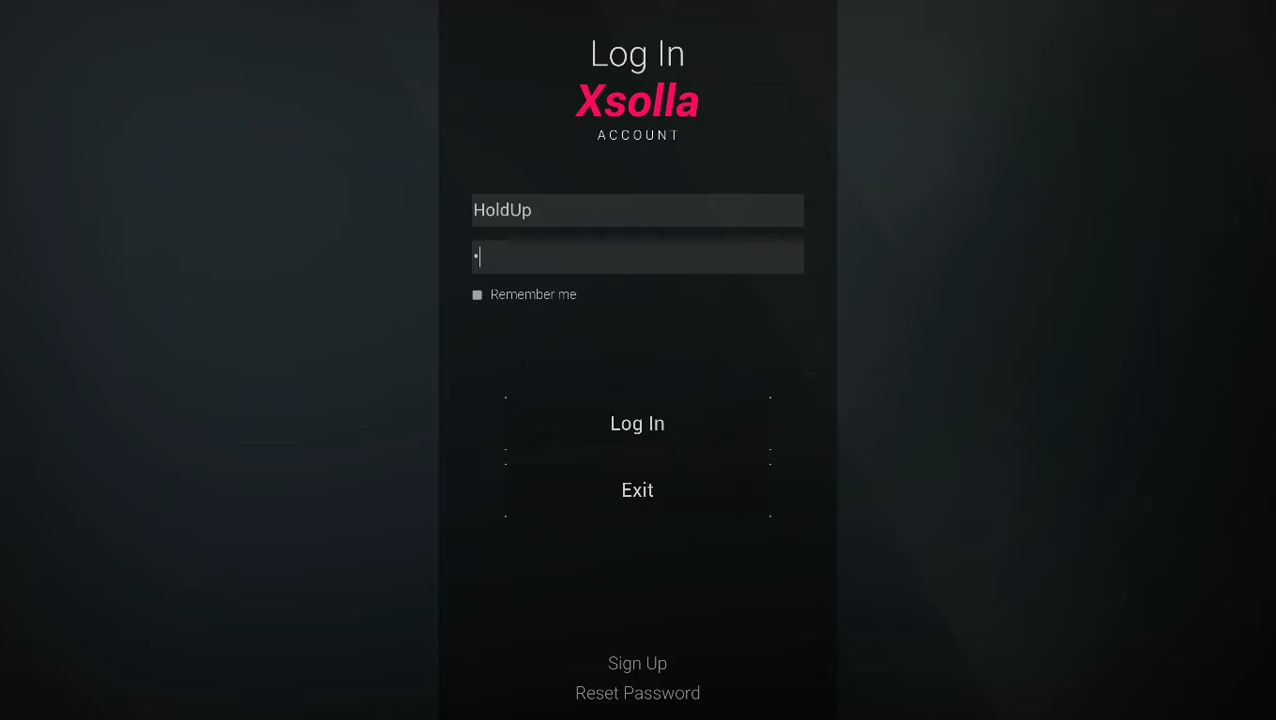 Log In
Xsolla
ACCOUNT
HoldUp
•
Remember me
Log In
Exit
Sign Up
Reset Password